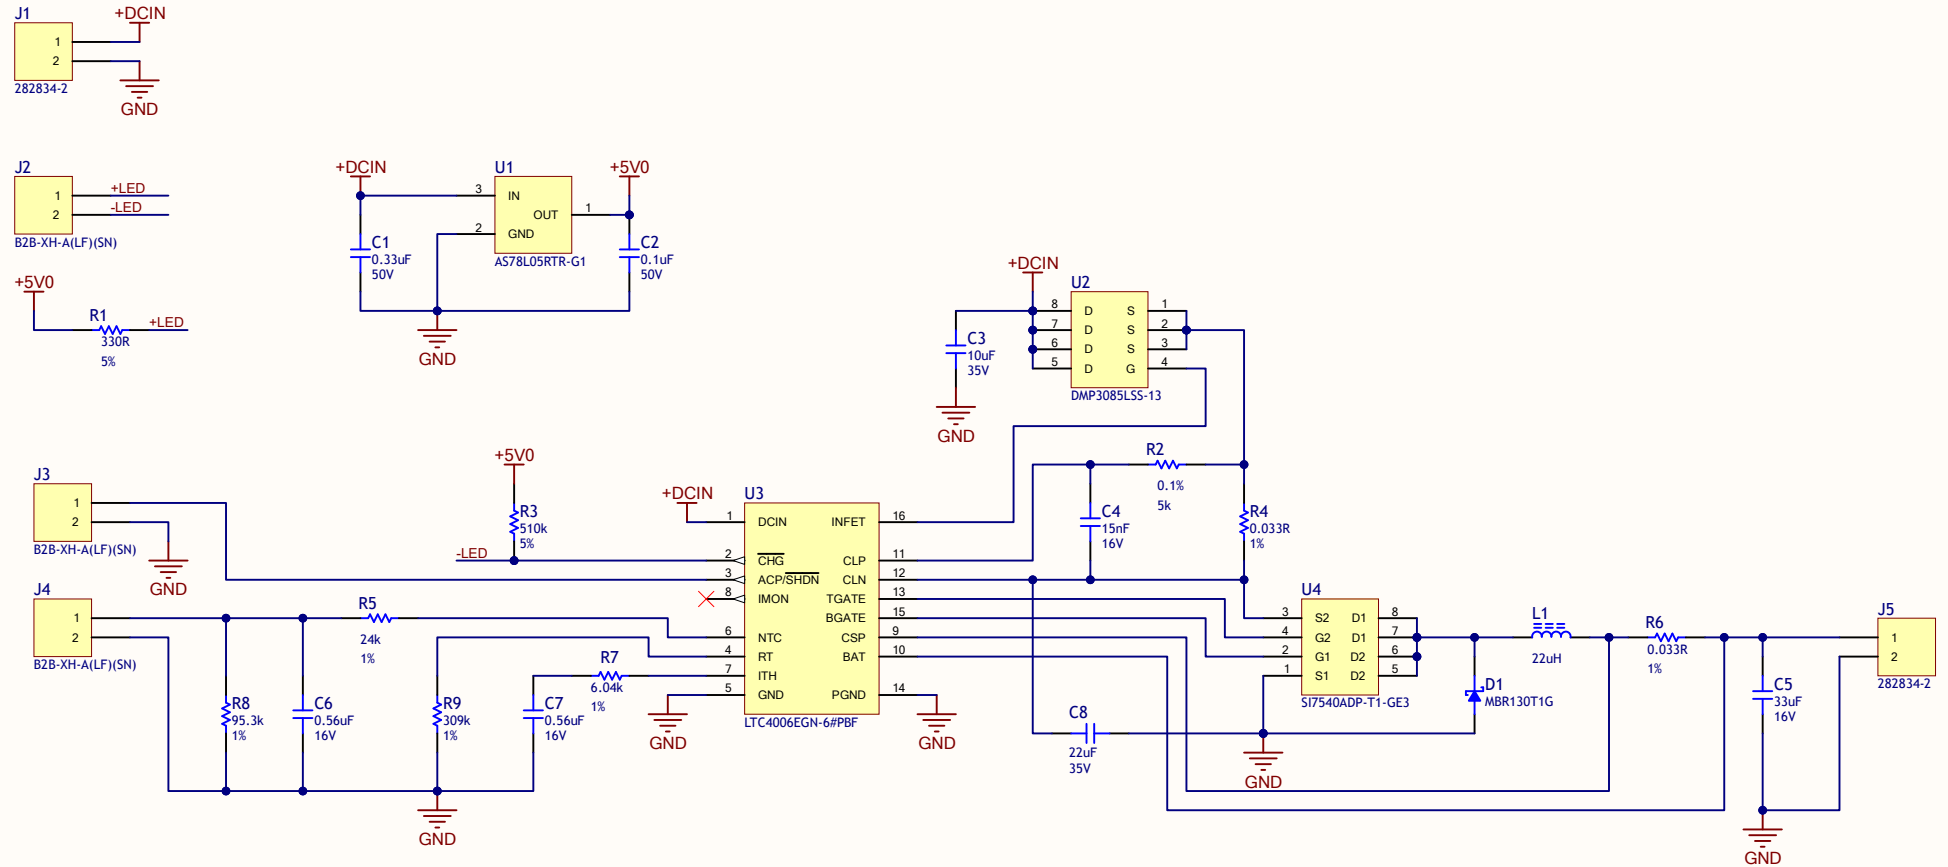 J1
+DCIN
1
2
282834-2
GND
J2
1
+LED
2
-LED
B2B-XH-A(LF)(SN)
+5V0
R1
+LED
330R
5%
+DCIN
U1
+5V0
3
IN
OUT
1
2
GND
AS78L05RTR-G1
C1
0.33uF
50V
C2
0.1uF
50V
GND
+DCIN
U2
8
D
S
1
7
D
S
2
6
D
S
3
5
D
G
4
DMP3085LSS-13
C3
10uF
35V
GND
J3
1
2
B2B-XH-A(LF)(SN)
GND
J4
1
2
B2B-XH-A(LF)(SN)
+5V0
R3
510k
5%
-LED
+DCIN
U3
1
DCIN
INFET
16
2
CHG
CLP
11
3
ACP/SHDN
CLN
12
8
IMON
TGATE
13
BGATE
15
6
NTC
CSP
9
4
RT
BAT
10
7
ITH
5
GND
PGND
14
LTC4006EGN-6#PBF
GND
GND
R5
24k
1%
R7
6.04k
1%
R8
95.3k
1%
C6
0.56uF
16V
R9
309k
1%
C7
0.56uF
16V
GND
R2
0.1%
5k
C4
15nF
16V
R4
0.033R
1%
U4
3
S2
D1
8
4
G2
D1
7
2
G1
D2
6
1
S1
D2
5
SI7540ADP-T1-GE3
C8
22uF
35V
GND
D1
MBR130T1G
L1
22uH
R6
0.033R
1%
C5
33uF
16V
GND
J5
1
2
282834-2